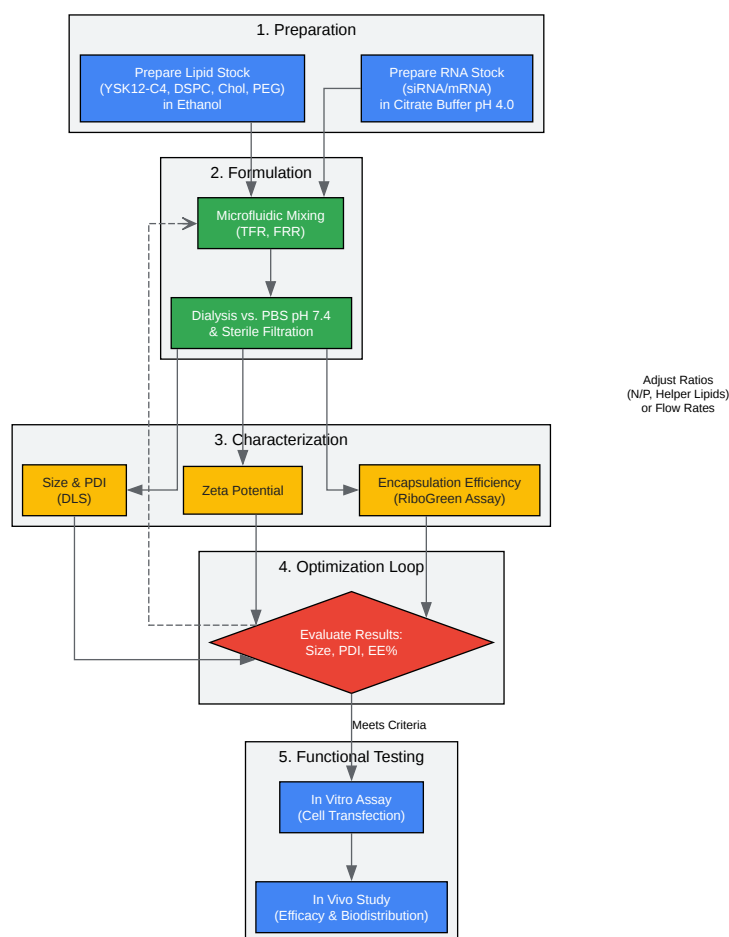 1. Preparation
Prepare Lipid Stock
(YSK12-C4, DSPC, Chol, PEG)
in Ethanol
Prepare RNA Stock
(siRNA/mRNA)
in Citrate Buffer pH 4.0
2. Formulation
Microfluidic Mixing
(TFR, FRR)
Dialysis vs. PBS pH 7.4
& Sterile Filtration
Adjust Ratios
(N/P, Helper Lipids)
or Flow Rates
3. Characterization
Size & PDI
(DLS)
Zeta Potential
Encapsulation Efficiency
(RiboGreen Assay)
4. Optimization Loop
Evaluate Results:
Size, PDI, EE%
Meets Criteria
5. Functional Testing
In Vitro Assay
(Cell Transfection)
In Vivo Study
(Efficacy & Biodistribution)